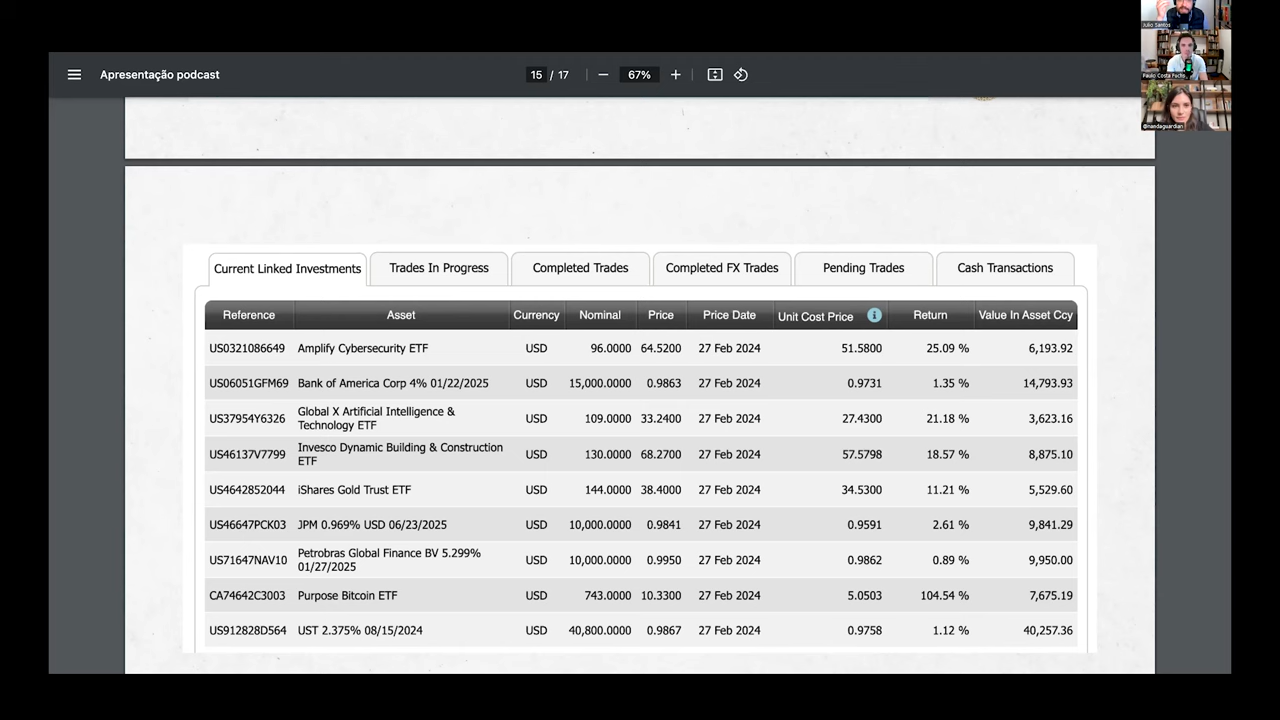 Julio Santos
Apresentação podcast
15 / 17
67%
Paulo Costa Fuchs
@nandaguardian
Current Linked Investments Trades In Progress Completed Trades Completed FX Trades Pending Trades Cash Transactions
Reference Asset Currency Nominal Price Price Date Unit Cost Price i Return Value In Asset Ccy
US0321086649 Amplify Cybersecurity ETF USD 96.0000 64.5200 27 Feb 2024 51.5800 25.09 % 6,193.92
US06051GFM69 Bank of America Corp 4% 01/22/2025 USD 15,000.0000 0.9863 27 Feb 2024 0.9731 1.35 % 14,793.93
US37954Y6326 Global X Artificial Intelligence &
Technology ETF USD 109.0000 33.2400 27 Feb 2024 27.4300 21.18 % 3,623.16
US46137V7799 Invesco Dynamic Building & Construction
ETF USD 130.0000 68.2700 27 Feb 2024 57.5798 18.57 % 8,875.10
US4642852044 iShares Gold Trust ETF USD 144.0000 38.4000 27 Feb 2024 34.5300 11.21 % 5,529.60
US46647PCK03 JPM 0.969% USD 06/23/2025 USD 10,000.0000 0.9841 27 Feb 2024 0.9591 2.61 % 9,841.29
US71647NAV10 Petrobras Global Finance BV 5.299%
01/27/2025 USD 10,000.0000 0.9950 27 Feb 2024 0.9862 0.89 % 9,950.00
CA74642C3003 Purpose Bitcoin ETF USD 743.0000 10.3300 27 Feb 2024 5.0503 104.54 % 7,675.19
US912828D564 UST 2.375% 08/15/2024 USD 40,800.0000 0.9867 27 Feb 2024 0.9758 1.12 % 40,257.36